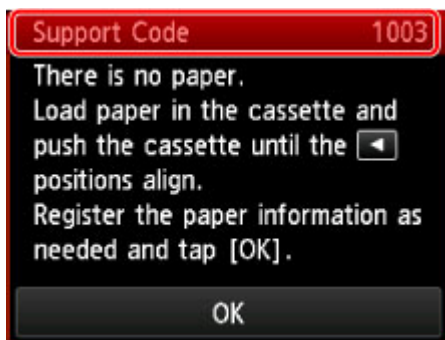 Support Code 1003
There is no paper.
Load paper in the cassette and
push the cassette until the ◀
positions align.
Register the paper information as
needed and tap [OK].
OK